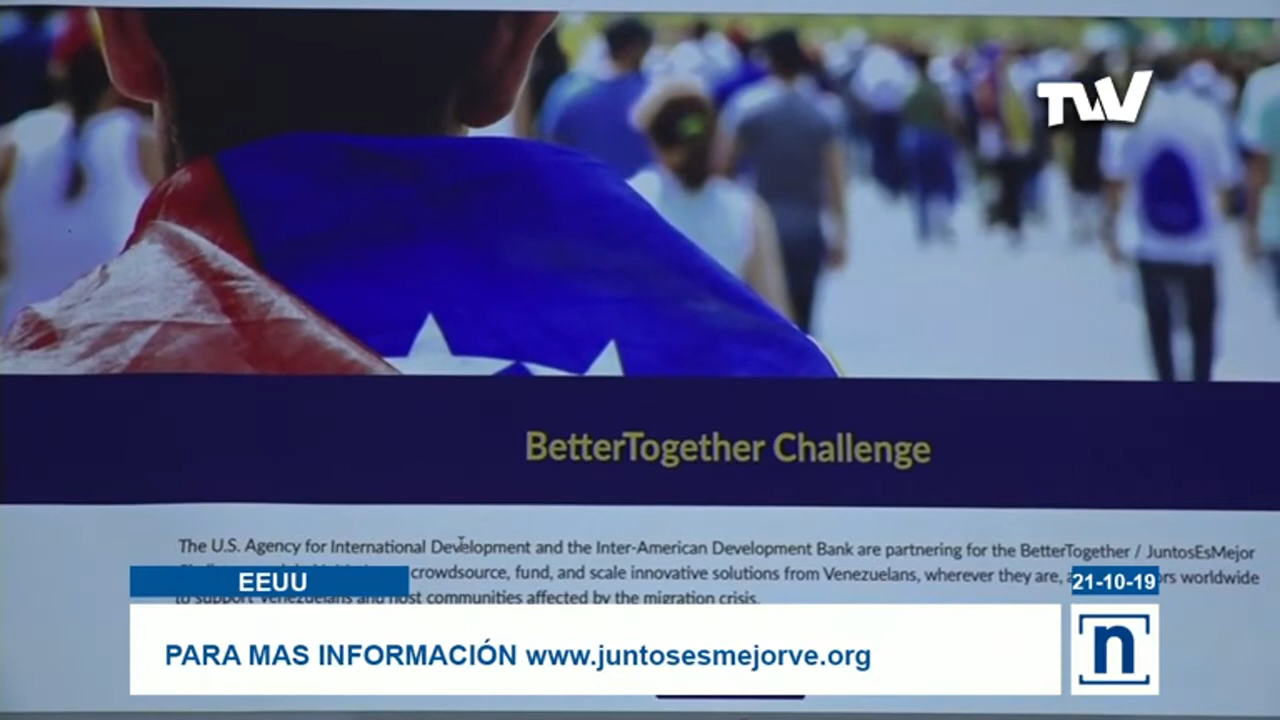 TVV
BetterTogether Challenge
The U.S. Agency for International Development and the Inter-American Development Bank are partnering for the BetterTogether / JuntosEsMejor
crowdsource, fund, and scale innovative solutions from Venezuelans, wherever they are, worldwide
to support Venezuelans and host communities affected by the migration crisis.
EEUU
21-10-19
PARA MAS INFORMACIÓN www.juntosesmejorve.org
n